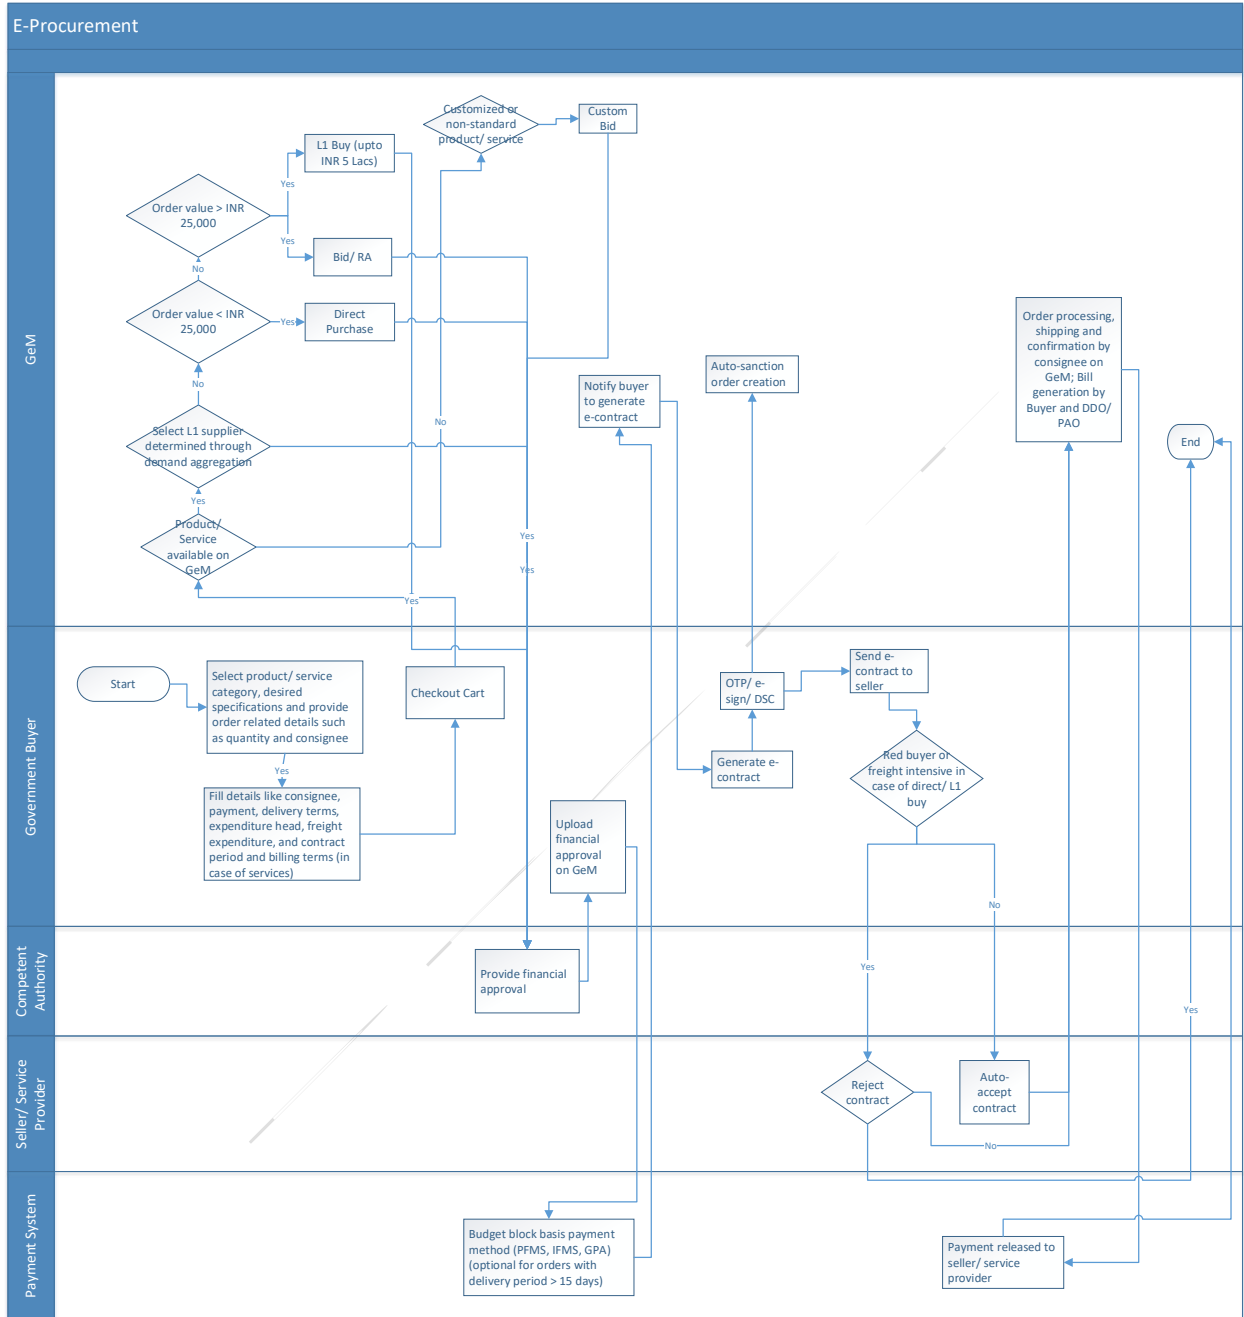 E-Procurement
GeM
Customized or
non-standard
product/ service
Custom
Bid
L1 Buy (upto
INR 5 Lacs)
Yes
Order value > INR
25,000
Yes
Bid/ RA
No
Order value < INR
25,000
Yes
Direct
Purchase
No
Select L1 supplier
determined through
demand aggregation
No
Yes
Product/
Service
available on
GeM
Yes
Yes
Yes
Notify buyer
to generate
e-contract
Auto-sanction
order creation
Order processing,
shipping and
confirmation by
consignee on
GeM; Bill
generation by
Buyer and DDO/
PAO
End
Government Buyer
Start
Select product/ service
category, desired
specifications and provide
order related details such
as quantity and consignee
Yes
Fill details like consignee,
payment, delivery terms,
expenditure head, freight
expenditure, and contract
period and billing terms (in
case of services)
Checkout Cart
Upload
financial
approval
on GeM
OTP/ e-
sign/ DSC
Generate e-
contract
Send e-
contract to
seller
Red buyer or
freight intensive in
case of direct/ L1
buy
No
Competent
Authority
Provide financial
approval
Yes
Yes
Seller/ Service
Provider
Reject
contract
Auto-
accept
contract
No
Payment System
Budget block basis payment
method (PFMS, IFMS, GPA)
(optional for orders with
delivery period > 15 days)
Payment released to
seller/ service
provider